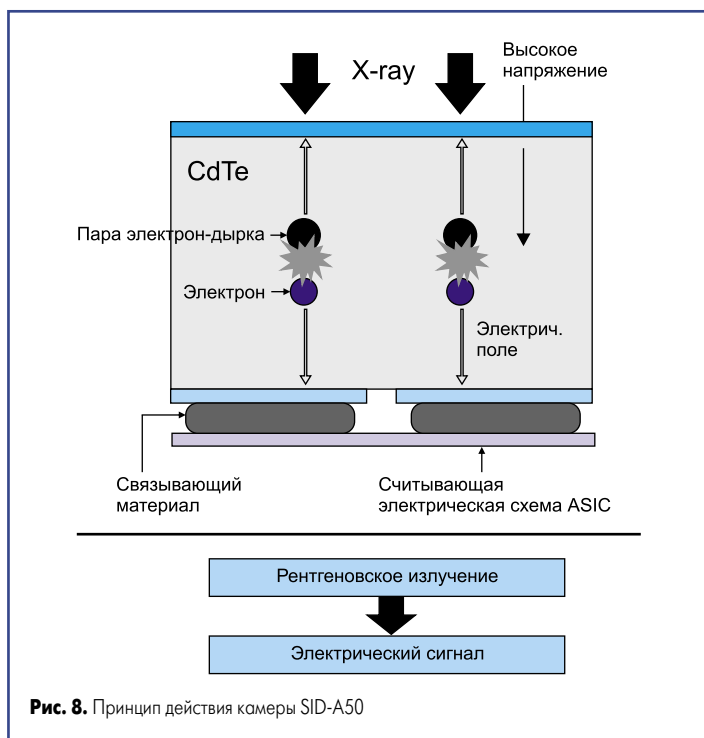 X-ray
Высокое
напряжение
CdTe
Пара электрон-дырка
Электрон
Электрич.
поле
Связывающий
материал
Считывающая
электрическая схема ASIC
Рентгеновское излучение
Электрический сигнал
Рис. 8. Принцип действия камеры SID-A50